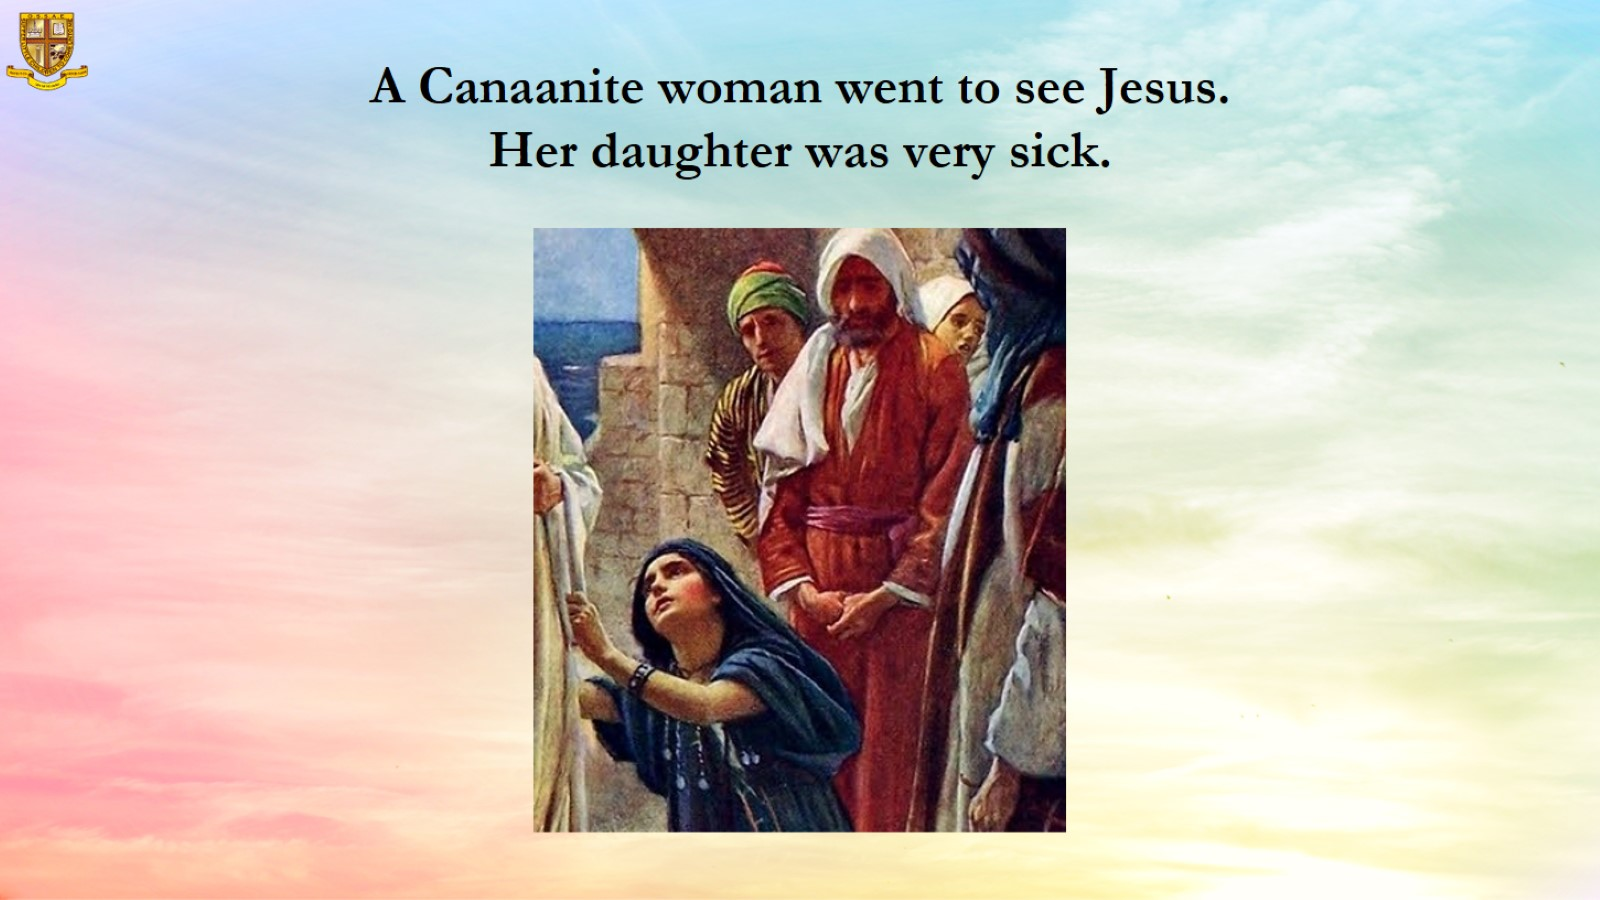 A Canaanite woman went to see Jesus.
Her daughter was very sick.